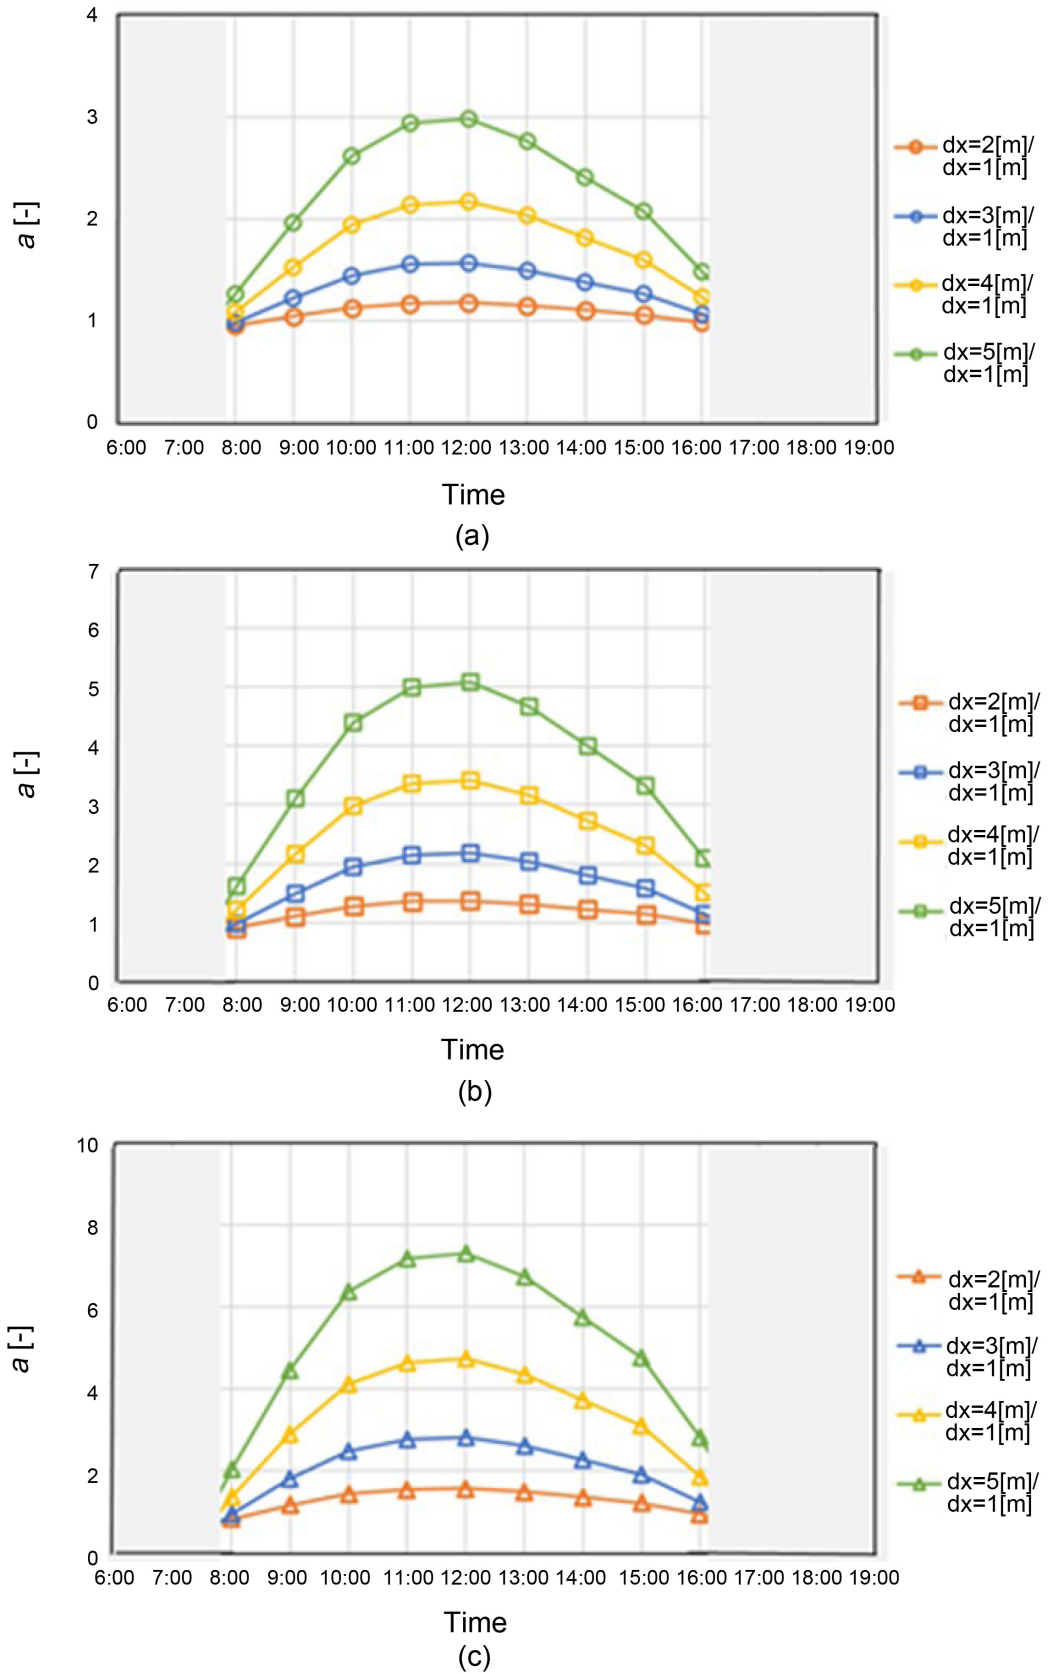 4
3
2
1
0
a [-]
6:00 7:00 8:00 9:00 10:00 11:00 12:00 13:00 14:00 15:00 16:00 17:00 18:00 19:00
Time
(a)
dx=2[m]/
dx=1[m]
dx=3[m]/
dx=1[m]
dx=4[m]/
dx=1[m]
dx=5[m]/
dx=1[m]
7
6
5
4
3
2
1
0
a [-]
6:00 7:00 8:00 9:00 10:00 11:00 12:00 13:00 14:00 15:00 16:00 17:00 18:00 19:00
Time
(b)
dx=2[m]/
dx=1[m]
dx=3[m]/
dx=1[m]
dx=4[m]/
dx=1[m]
dx=5[m]/
dx=1[m]
10
8
6
4
2
0
a [-]
6:00 7:00 8:00 9:00 10:00 11:00 12:00 13:00 14:00 15:00 16:00 17:00 18:00 19:00
Time
(c)
dx=2[m]/
dx=1[m]
dx=3[m]/
dx=1[m]
dx=4[m]/
dx=1[m]
dx=5[m]/
dx=1[m]